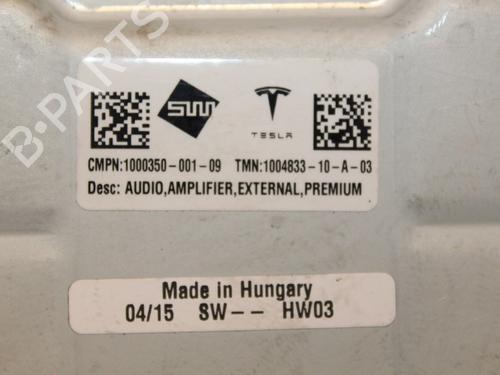 SW
TESLA
CMPN:1000350-001-09 TMN:1004833-10-A-03
Desc: AUDIO,AMPLIFIER,EXTERNAL,PREMIUM
Made in Hungary
04/15 SW-- HW03
B-PARTS